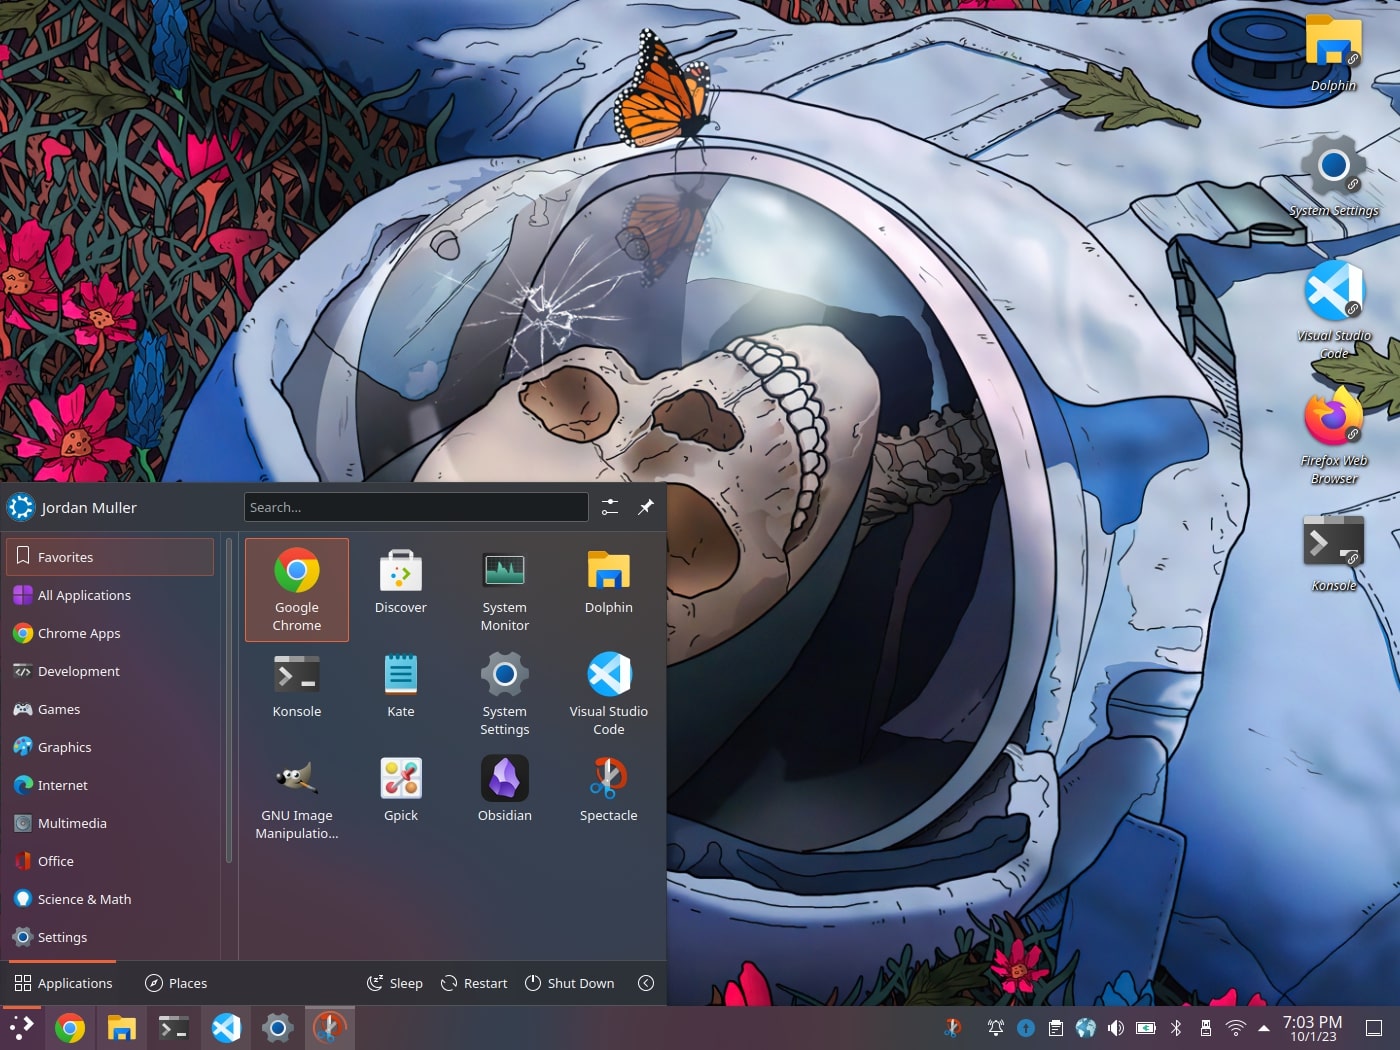 Dolphin
System Settings
Visual Studio
Code
Firefox Web
Browser
Konsole
Jordan Muller
Search...
Favorites
All Applications
Chrome Apps
Development
Games
Graphics
Internet
Multimedia
Office
Science & Math
Settings
Google
Chrome
Discover
System
Monitor
Dolphin
Konsole
Kate
System
Settings
Visual Studio
Code
GNU Image
Manipulatio...
Gpick
Obsidian
Spectacle
Applications
Places
Sleep
Restart
Shut Down
7:03 PM
10/1/23